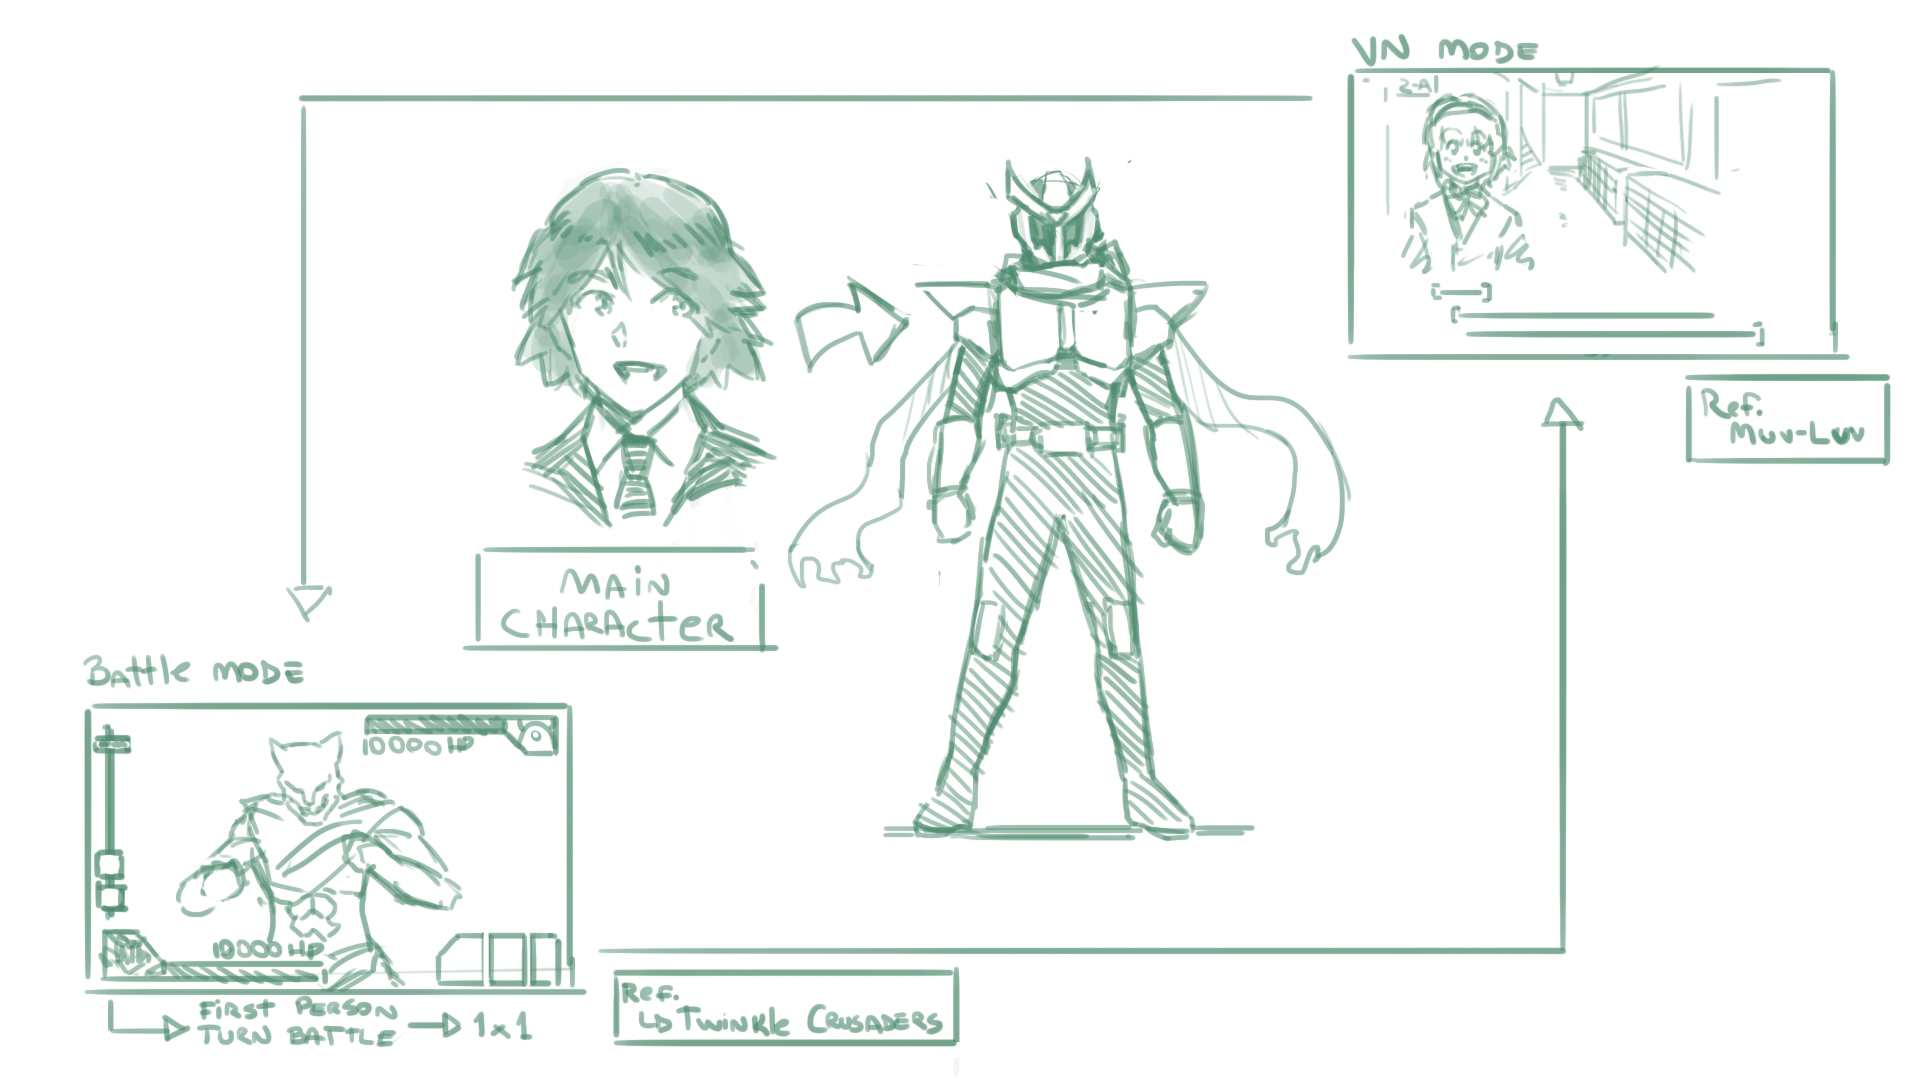 VN MODE
2-A
Ref.
Muv-Luv
MAIN
CHARACTER
Battle MODE
10000 HP
10000 HP
FIRST PERSON
TURN BATTLE
1x1
Ref.
Twinkle Crusaders